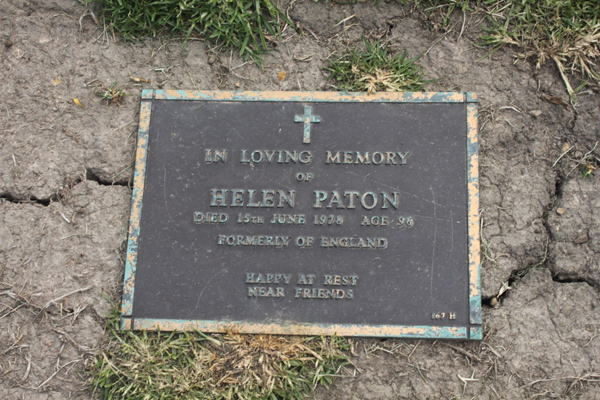 IN LOVING MEMORY
OF
HELEN PATON
DIED 15TH JUNE 1978 AGE 96
FORMERLY OF ENGLAND
HAPPY AT REST
NEAR FRIENDS